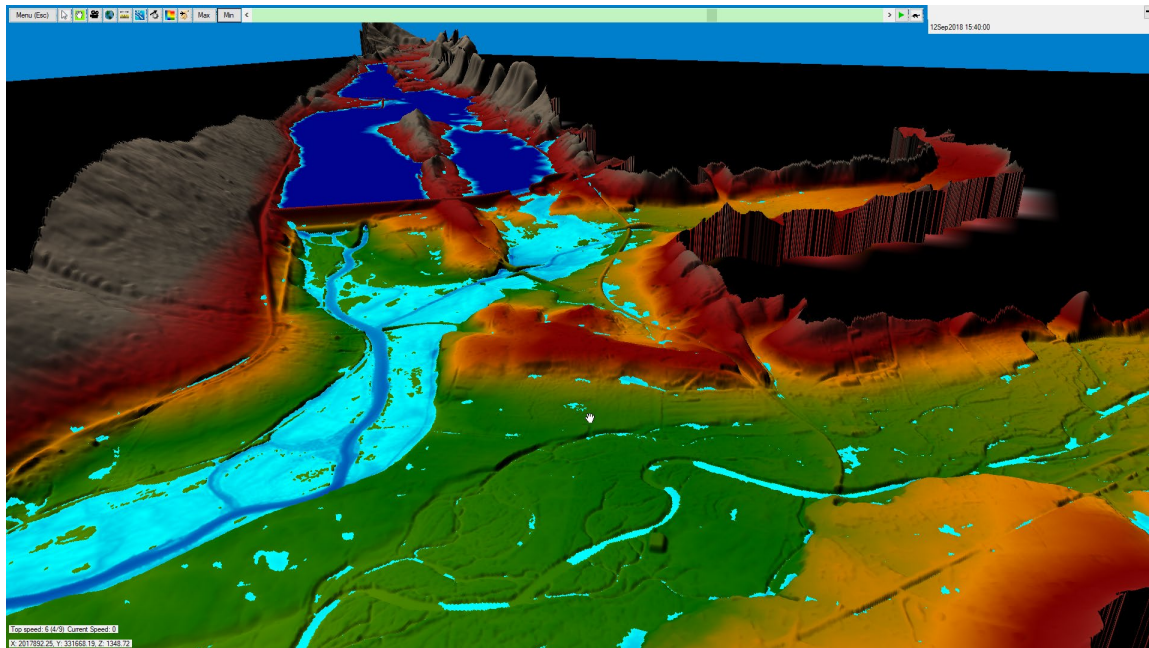 Menu (Esc) Max Min < >
12Sep2018 15:40:00
Top speed: 6 (4/9) Current Speed: 0
X: 2017892.25, Y: 331668.19, Z: 1348.72